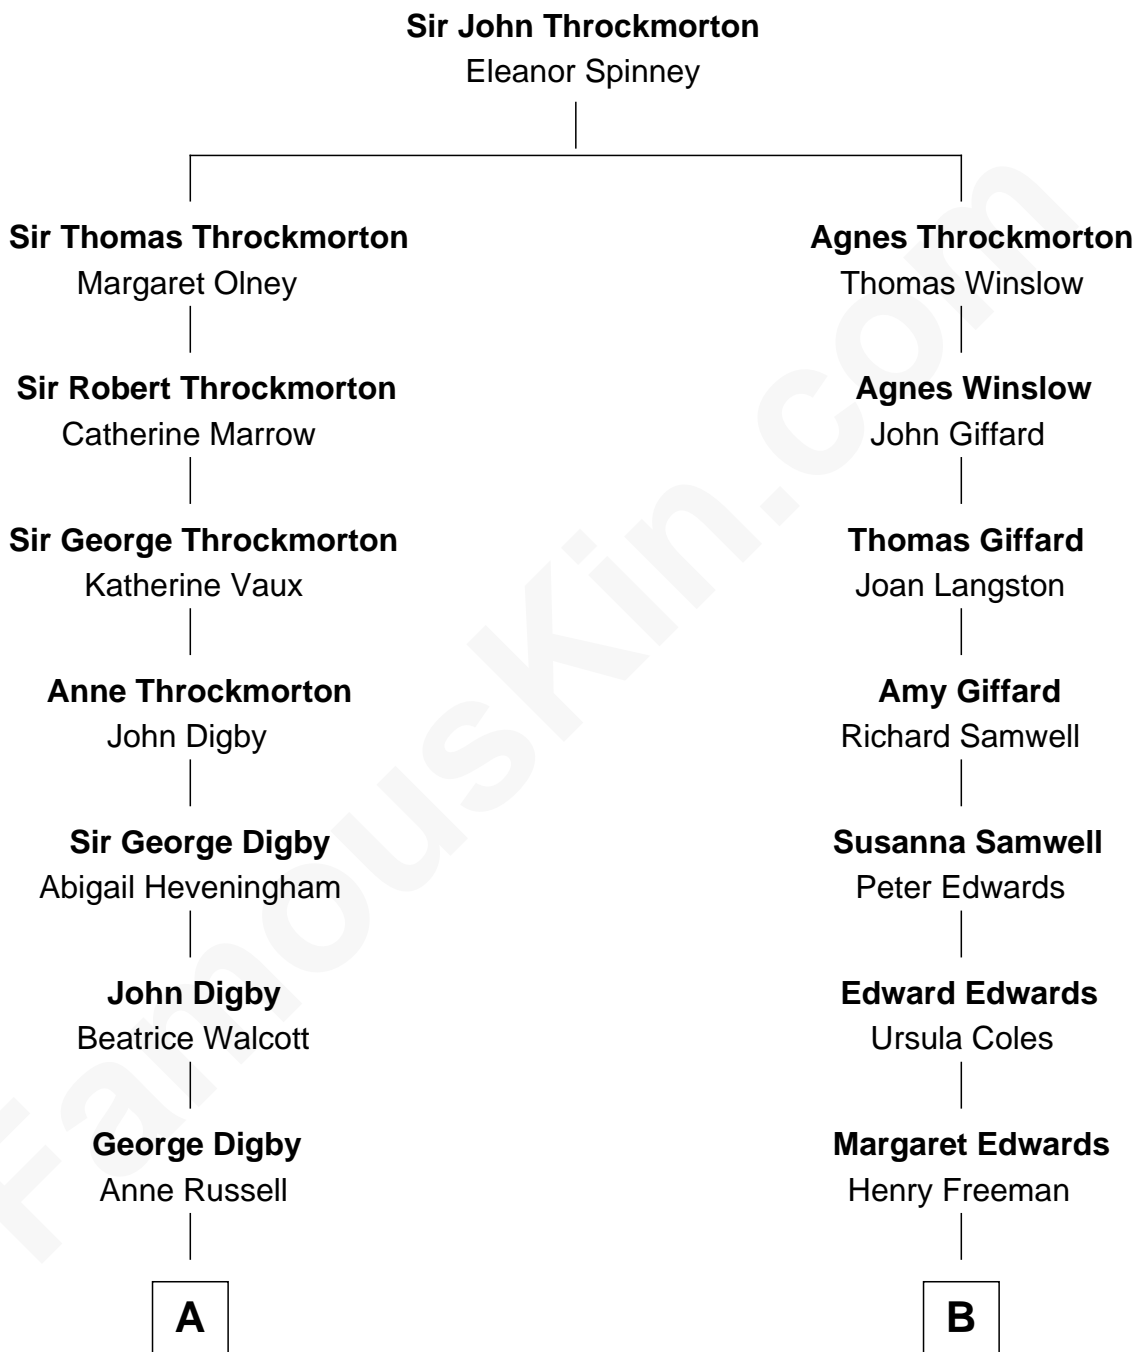 Sir John Throckmorton
Eleanor Spinney
Sir Thomas Throckmorton
Margaret Olney
Agnes Throckmorton
Thomas Winslow
Sir Robert Throckmorton
Catherine Marrow
Agnes Winslow
John Giffard
Sir George Throckmorton
Katherine Vaux
Thomas Giffard
Joan Langston
Anne Throckmorton
John Digby
Amy Giffard
Richard Samwell
Sir George Digby
Abigail Heveningham
Susanna Samwell
Peter Edwards
John Digby
Beatrice Walcott
Edward Edwards
Ursula Coles
George Digby
Anne Russell
Margaret Edwards
Henry Freeman
A
B
FamousKin.com